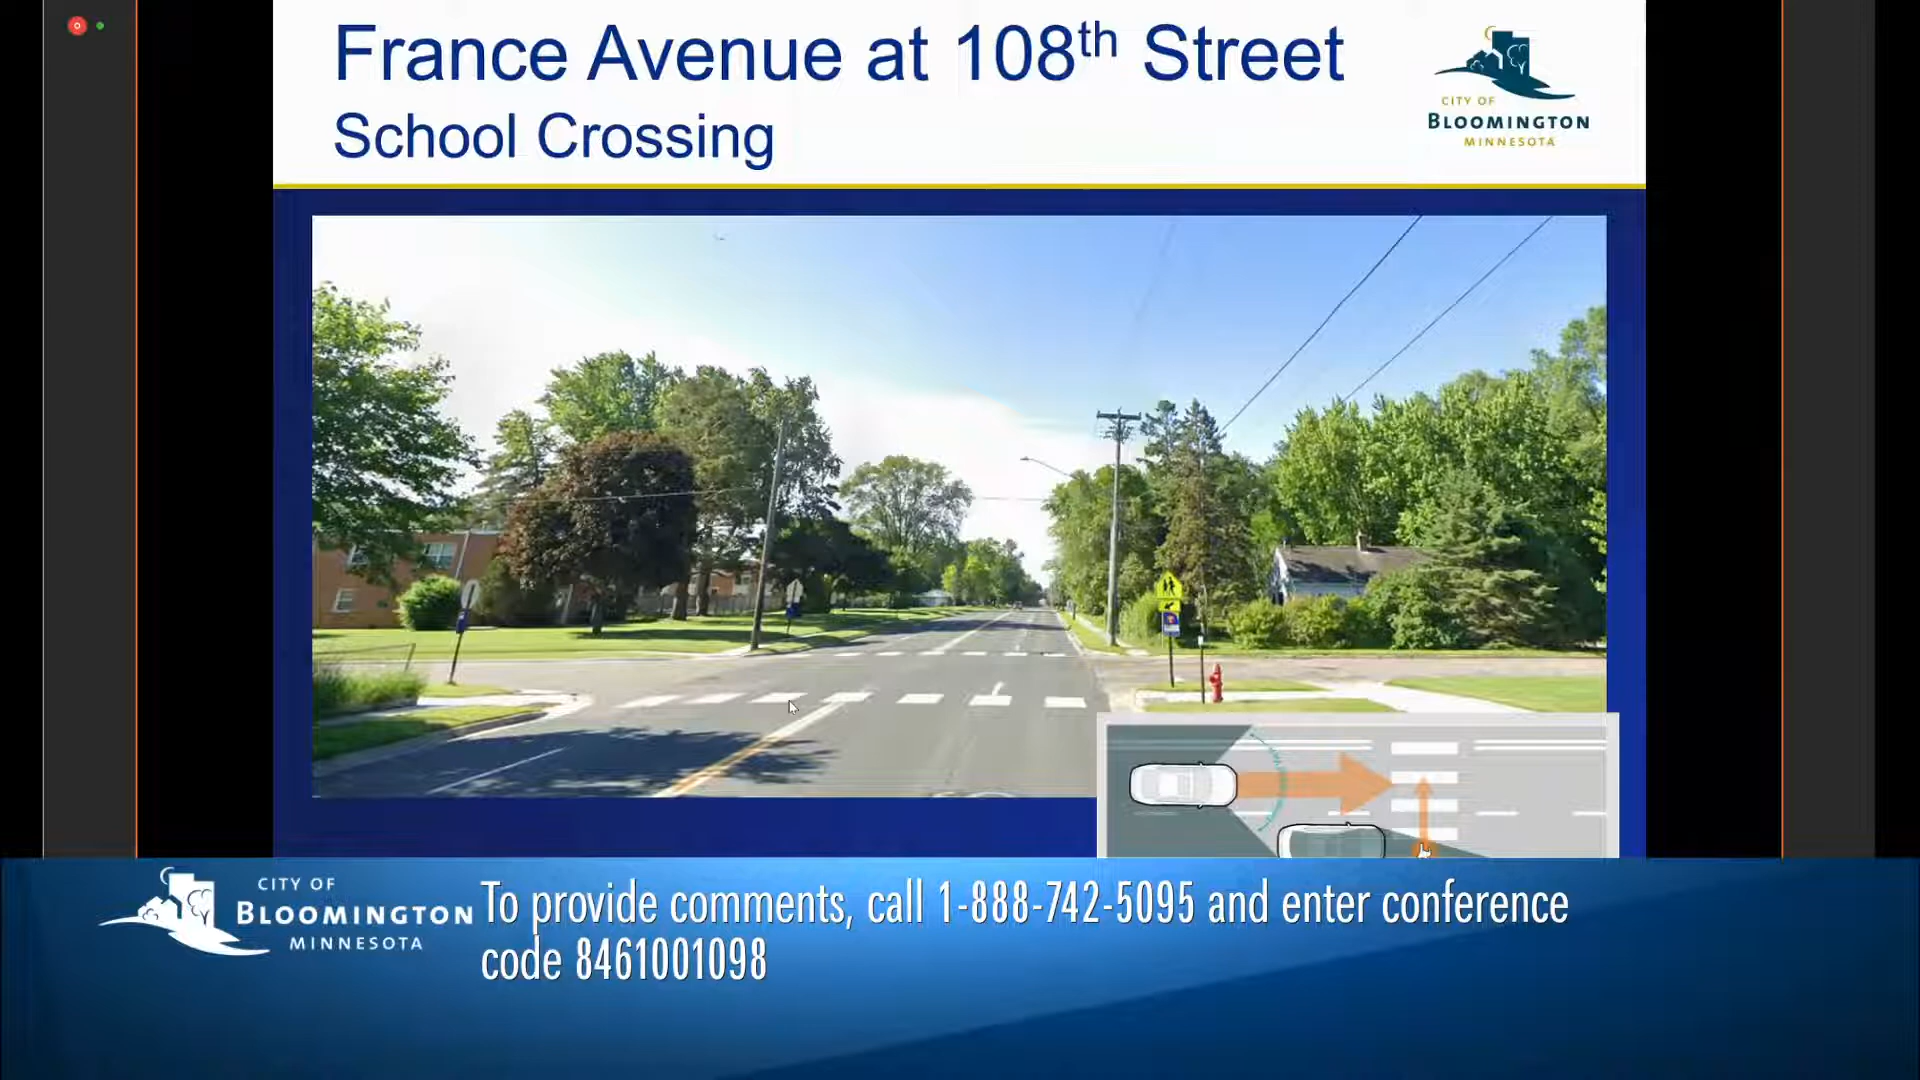 France Avenue at 108th Street
School Crossing
CITY OF
BLOOMINGTON
MINNESOTA
CITY OF
BLOOMINGTON
MINNESOTA
To provide comments, call 1-888-742-5095 and enter conference
code 8461001098